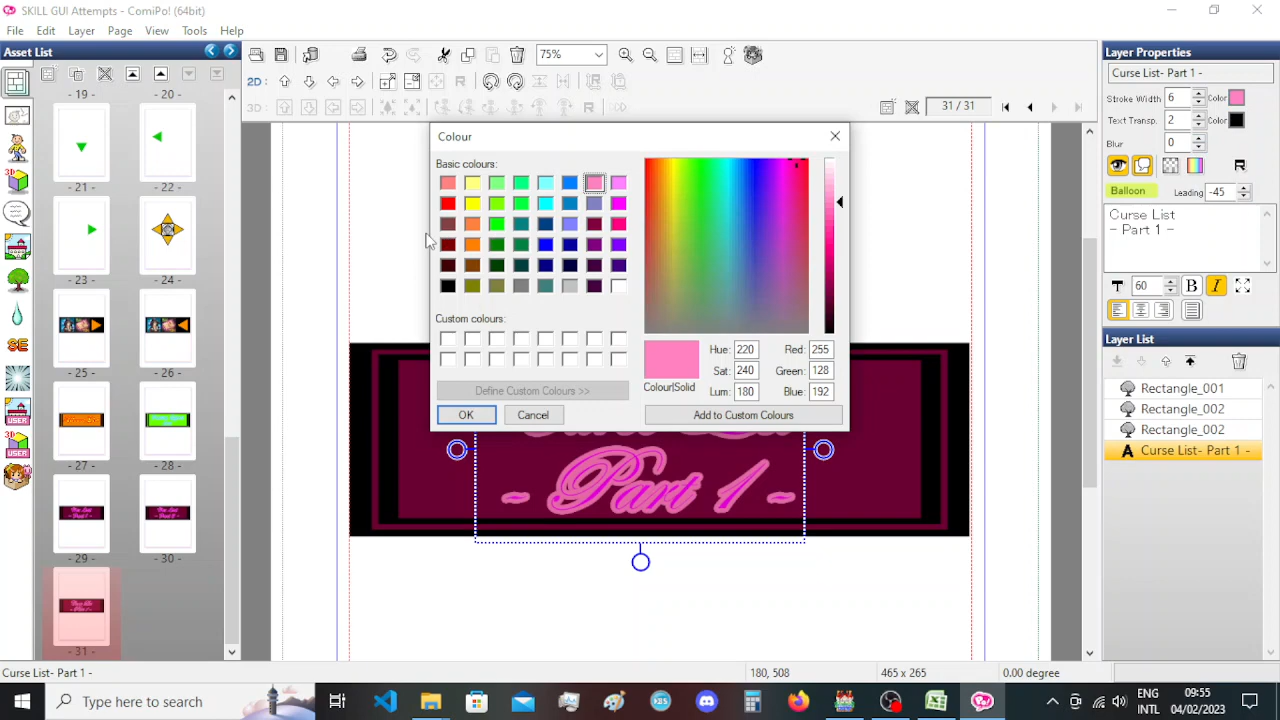 SKILL GUI Attempts - ComiPo! (64bit)
File Edit Layer Page View Tools Help
Asset List
75%
2D:
3D:
31 / 31
- 19 - - 20 -
- 21 - - 22 -
- 23 - - 24 -
- 25 - - 26 -
- 27 - - 28 -
- 29 - - 30 -
- 31 -
SE
USER
3D
USER
Colour
Basic colours:
Custom colours:
Define Custom Colours >>
OK Cancel
Hue: 220 Red: 255
Sat: 240 Green: 128
Lum: 180 Blue: 192
Colour|Solid
Add to Custom Colours
- Part 1 -
Layer Properties
Curse List- Part 1 -
Stroke Width 6 Color
Text Transp. 2 Color
Blur 0
Balloon Leading -45
Curse List
- Part 1 -
T 60 B I
Layer List
Rectangle_001
Rectangle_002
Rectangle_002
A Curse List- Part 1 -
Curse List- Part 1 - 180, 508 465 x 265 0.00 degree
Type here to search
ENG
INTL
09:55
04/02/2023